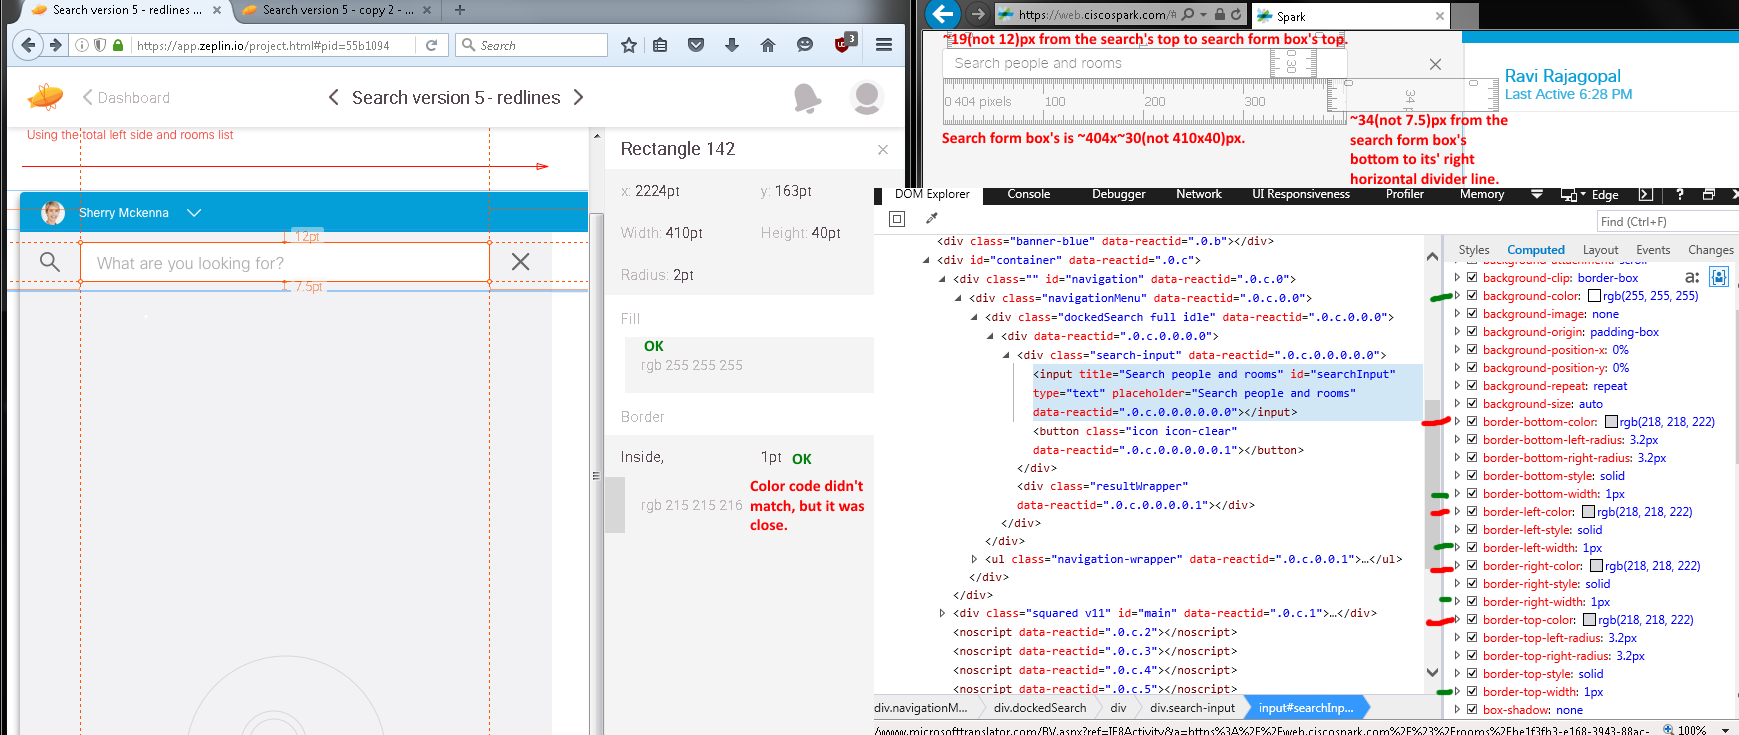 Search version 5 - redlines ...
Search version 5 - copy 2 - ...
https://app.zeplin.io/project.html#pid=55b1094
Search
3
Dashboard
Search version 5 - redlines
Using the total left side and rooms list
Sherry Mckenna
12pt
What are you looking for?
7.5pt
Rectangle 142
x: 2224pt
y: 163pt
Width: 410pt
Height: 40pt
Radius: 2pt
Fill
OK
rgb 255 255 255
Border
Inside,
1pt OK
rgb 215 215 216
Color code didn't
match, but it was
close.
https://web.ciscospark.com/#
Spark
~19(not 12)px from the search's top to search form box's top.
Search people and rooms
0 30
0 404 pixels 100 200 300
0
34 p
0
Search form box's is ~404x~30(not 410x40)px.
~34(not 7.5)px from the
search form box's
bottom to its' right
horizontal divider line.
Ravi Rajagopal
Last Active 6:28 PM
DOM Explorer
Console
Debugger
Network
UI Responsiveness
Profiler
Memory
Edge
Find (Ctrl+F)
<div class="banner-blue" data-reactid=".0.b"></div>
<div id="container" data-reactid=".0.c">
<div class="" id="navigation" data-reactid=".0.c.0">
<div class="navigationMenu" data-reactid=".0.c.0.0">
<div class="dockedSearch full idle" data-reactid=".0.c.0.0.0">
<div data-reactid=".0.c.0.0.0.0">
<div class="search-input" data-reactid=".0.c.0.0.0.0.0">
<input title="Search people and rooms" id="searchInput"
type="text" placeholder="Search people and rooms"
data-reactid=".0.c.0.0.0.0.0.0"></input>
<button class="icon icon-clear"
data-reactid=".0.c.0.0.0.0.0.1"></button>
</div>
<div class="resultWrapper"
data-reactid=".0.c.0.0.0.0.1"></div>
</div>
</div>
<ul class="navigation-wrapper" data-reactid=".0.c.0.0.1">…</ul>
</div>
</div>
<div class="squared v11" id="main" data-reactid=".0.c.1">…</div>
<noscript data-reactid=".0.c.2"></noscript>
<noscript data-reactid=".0.c.3"></noscript>
<noscript data-reactid=".0.c.4"></noscript>
<noscript data-reactid=".0.c.5"></noscript>
div.navigationM...
div.dockedSearch
div
div.search-input
input#searchInp...
Styles
Computed
Layout
Events
Changes
a:
background-attachment: scroll
background-clip: border-box
background-color: rgb(255, 255, 255)
background-image: none
background-origin: padding-box
background-position-x: 0%
background-position-y: 0%
background-repeat: repeat
background-size: auto
border-bottom-color: rgb(218, 218, 222)
border-bottom-left-radius: 3.2px
border-bottom-right-radius: 3.2px
border-bottom-style: solid
border-bottom-width: 1px
border-left-color: rgb(218, 218, 222)
border-left-style: solid
border-left-width: 1px
border-right-color: rgb(218, 218, 222)
border-right-style: solid
border-right-width: 1px
border-top-color: rgb(218, 218, 222)
border-top-left-radius: 3.2px
border-top-right-radius: 3.2px
border-top-style: solid
border-top-width: 1px
box-shadow: none
100%